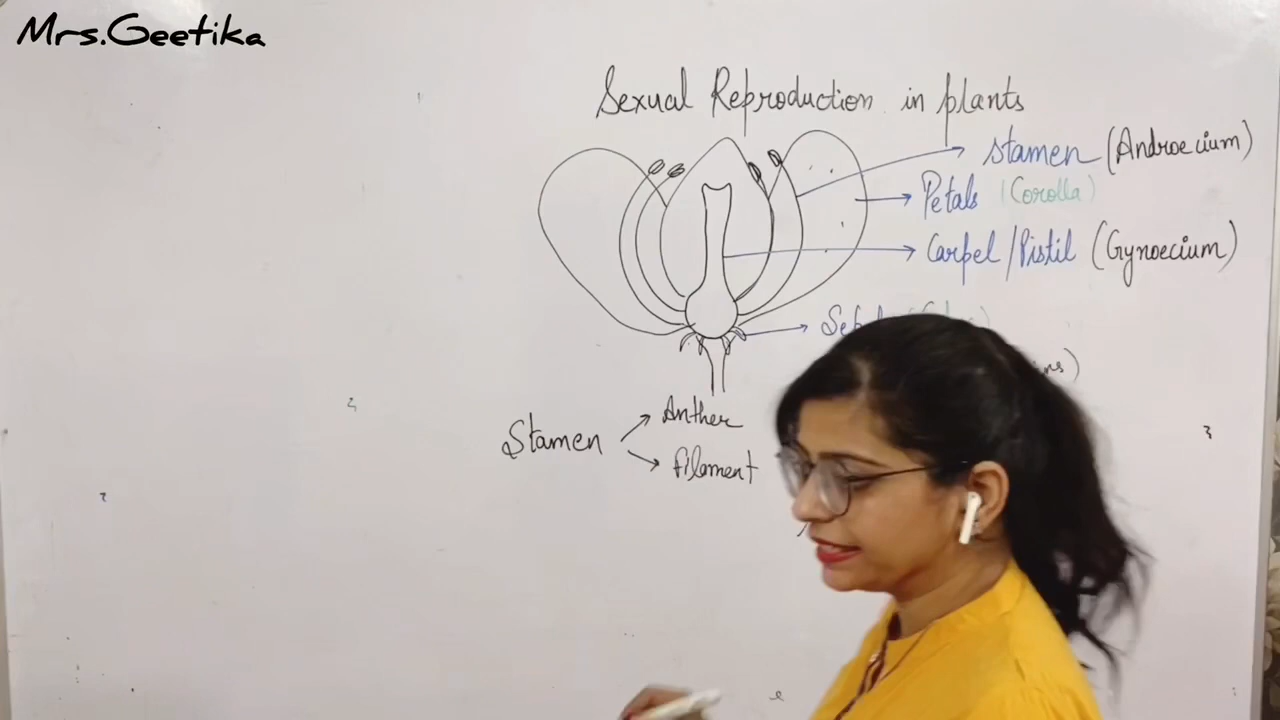 Mrs.Geetika
Sexual Reproduction in plants
Stamen (Androecium)
Petals (Corolla)
Carpel/Pistil (Gynoecium)
Stamen
Anther
filament